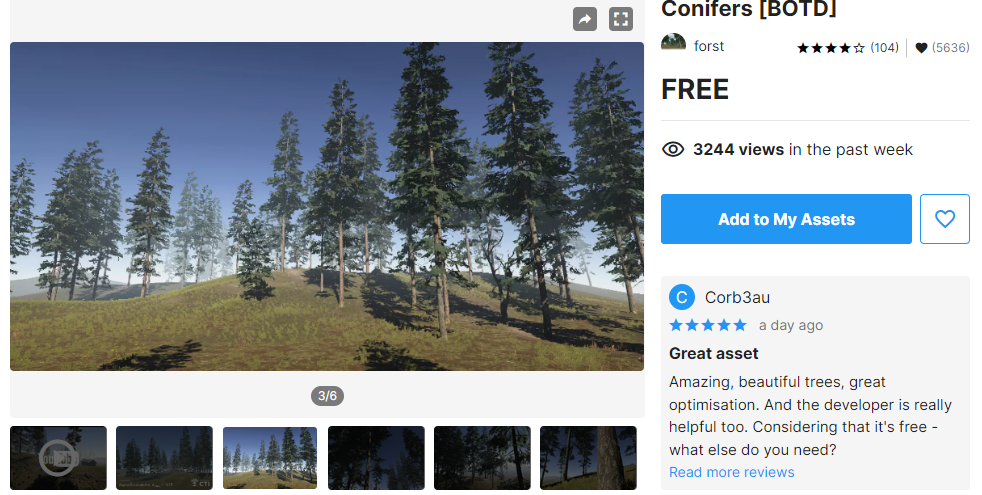 Conifers [BOTD]
forst
(104)
(5636)
FREE
3244 views in the past week
Add to My Assets
3/6
CTI
C
Corb3au
a day ago
Great asset
Amazing, beautiful trees, great
optimisation. And the developer is really
helpful too. Considering that it's free -
what else do you need?
Read more reviews